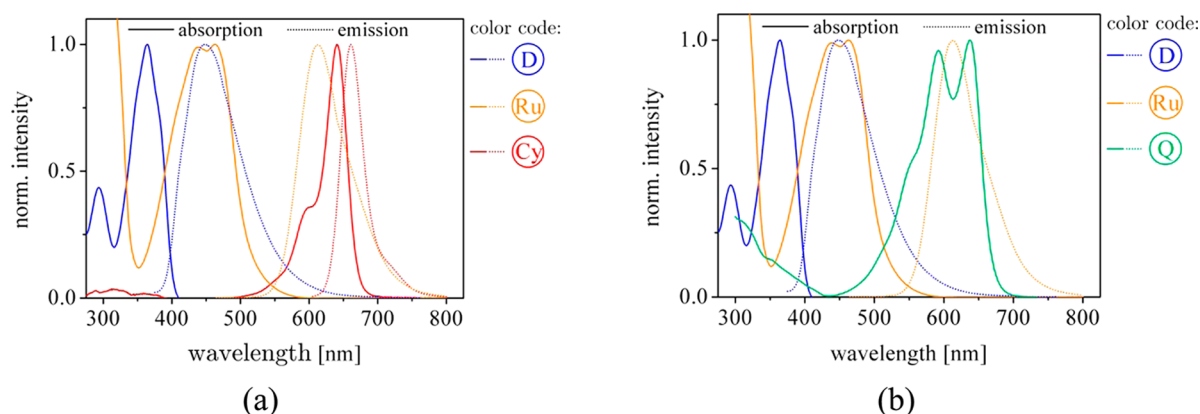 absorption emission color code:
1.0
D
Ru
norm. intensity
0.5
Cy
0.0
300 400 500 600 700 800
wavelength [nm]
(a)
absorption emission color code:
1.0
D
Ru
norm. intensity
0.5
Q
0.0
300 400 500 600 700 800
wavelength [nm]
(b)